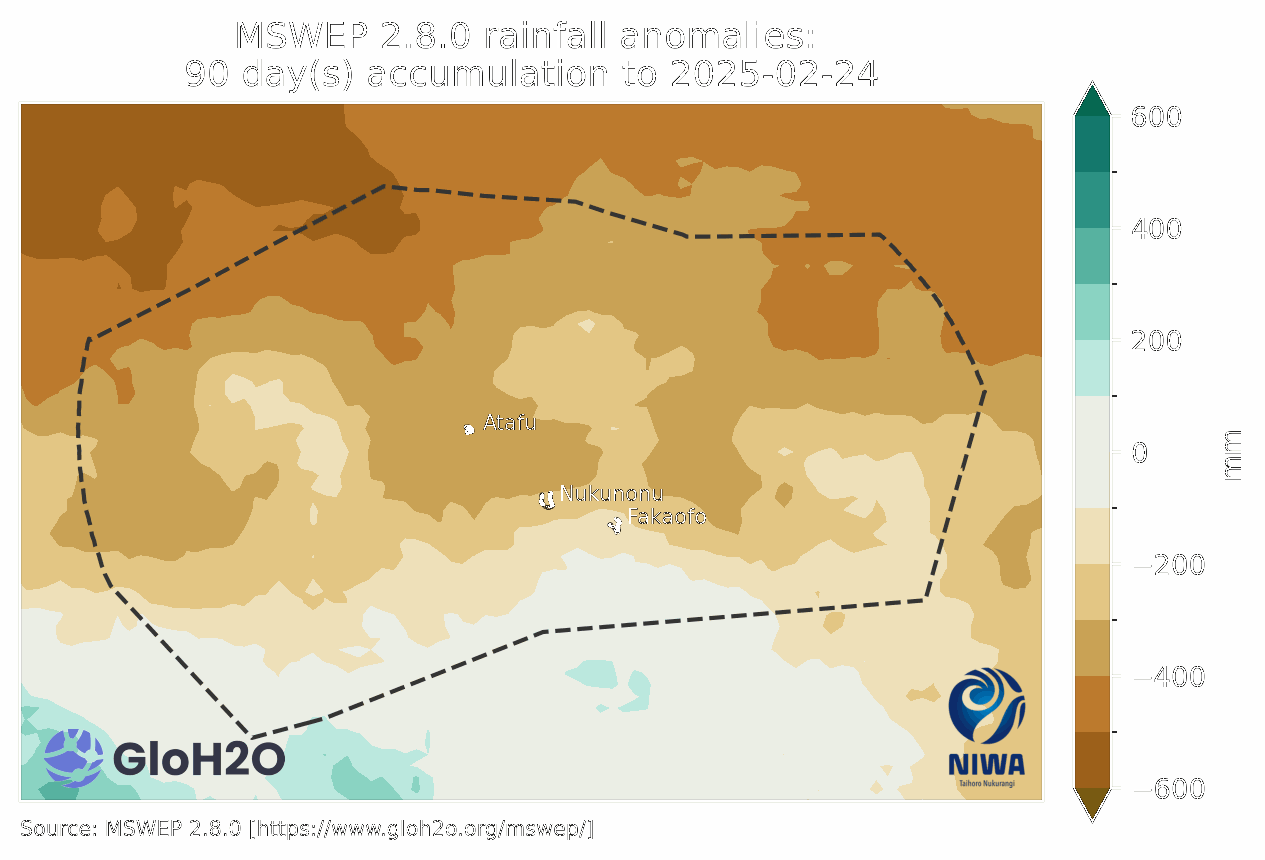 MSWEP 2.8.0 rainfall anomalies:
90 day(s) accumulation to 2025-02-24
600
400
200
0
−200
−400
−600
mm
Atafu
Nukunonu
Fakaofo
GloH2O
NIWA
Taihoro Nukurangi
Source: MSWEP 2.8.0 [https://www.gloh2o.org/mswep/]